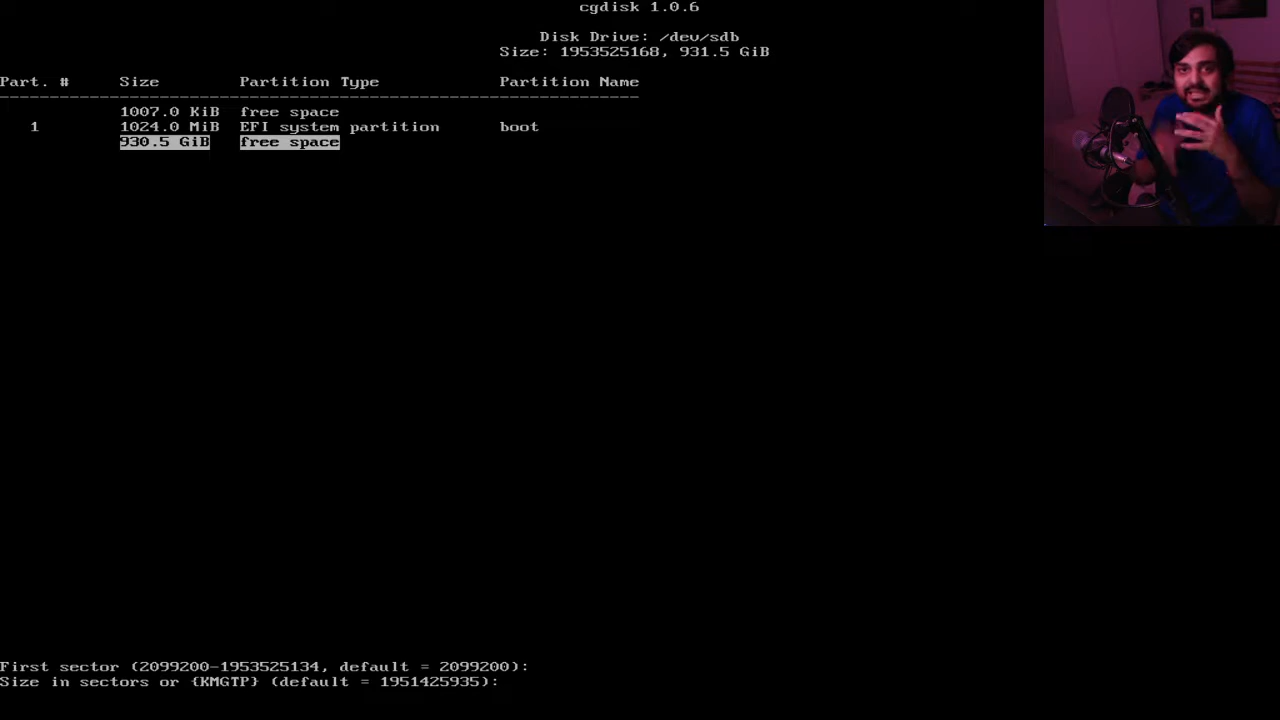 cgdisk 1.0.6
Disk Drive: /dev/sdb
Size: 1953525168, 931.5 GiB
Part. # Size Partition Type Partition Name
----------------------------------------------------------------
1007.0 KiB free space
1 1024.0 MiB EFI system partition boot
930.5 GiB free space
First sector (2099200-1953525134, default = 2099200):
Size in sectors or {KMGTP} (default = 1951425935):